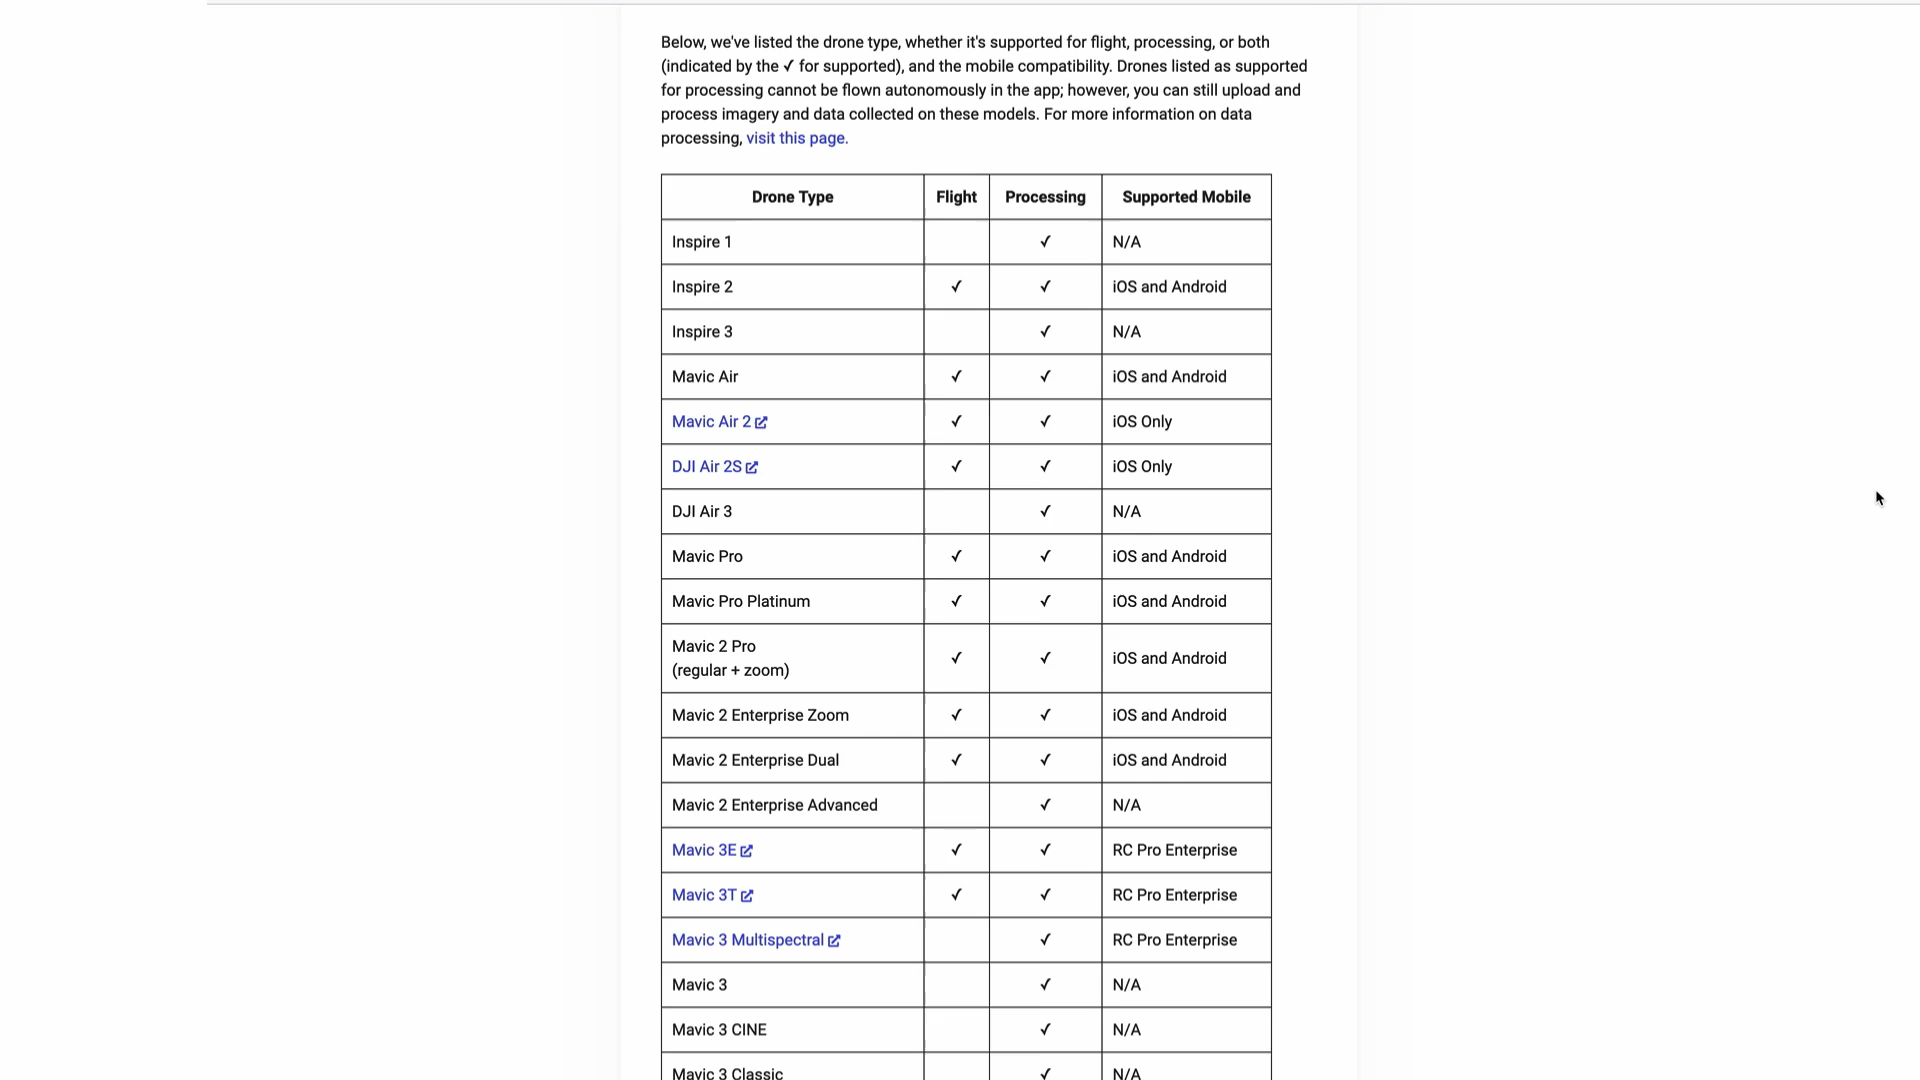 Below, we've listed the drone type, whether it's supported for flight, processing, or both
(indicated by the ✓ for supported), and the mobile compatibility. Drones listed as supported
for processing cannot be flown autonomously in the app; however, you can still upload and
process imagery and data collected on these models. For more information on data
processing, visit this page.
Drone Type Flight Processing Supported Mobile
Inspire 1 ✓ N/A
Inspire 2 ✓ ✓ iOS and Android
Inspire 3 ✓ N/A
Mavic Air ✓ ✓ iOS and Android
Mavic Air 2 ✓ ✓ iOS Only
DJI Air 2S ✓ ✓ iOS Only
DJI Air 3 ✓ N/A
Mavic Pro ✓ ✓ iOS and Android
Mavic Pro Platinum ✓ ✓ iOS and Android
Mavic 2 Pro
(regular + zoom) ✓ ✓ iOS and Android
Mavic 2 Enterprise Zoom ✓ ✓ iOS and Android
Mavic 2 Enterprise Dual ✓ ✓ iOS and Android
Mavic 2 Enterprise Advanced ✓ N/A
Mavic 3E ✓ ✓ RC Pro Enterprise
Mavic 3T ✓ ✓ RC Pro Enterprise
Mavic 3 Multispectral ✓ RC Pro Enterprise
Mavic 3 ✓ N/A
Mavic 3 CINE ✓ N/A
Mavic 3 Classic ✓ N/A